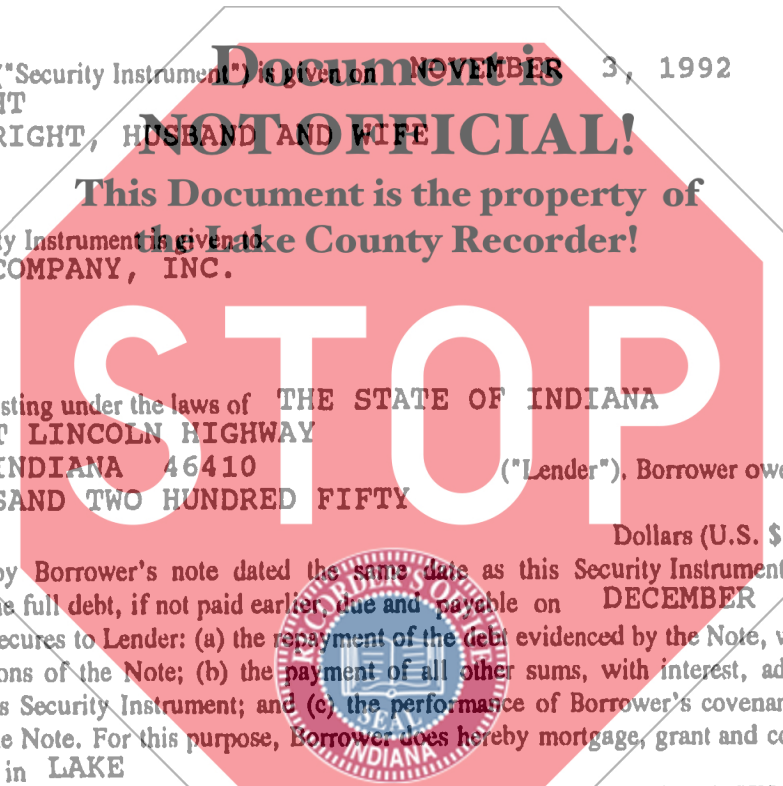 Document is
("Security Instrument") is given on NOVEMBER 3, 1992
HT
NOT OFFICIAL!
RIGHT, HUSBAND AND WIFE
This Document is the property of
the Lake County Recorder!
ty Instrument is given to
COMPANY, INC.
STOP
sting under the laws of THE STATE OF INDIANA
T LINCOLN HIGHWAY
INDIANA 46410 ("Lender"). Borrower owe
SAND TWO HUNDRED FIFTY
Dollars (U.S. $
by Borrower's note dated the same date as this Security Instrument
e full debt, if not paid earlier, due and payable on DECEMBER
ecures to Lender: (a) the repayment of the debt evidenced by the Note, w
ons of the Note; (b) the payment of all other sums, with interest, ad
s Security Instrument; and (c) the performance of Borrower's covenan
e Note. For this purpose, Borrower does hereby mortgage, grant and co
in LAKE
RECORDER'S OFFICE
SEAL
INDIANA